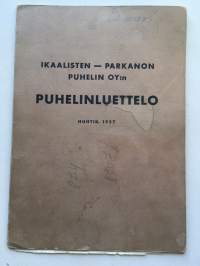 IKAALISTEN — PARKANON
PUHELIN OY:n
PUHELINLUETTELO
HUHTIK. 1957